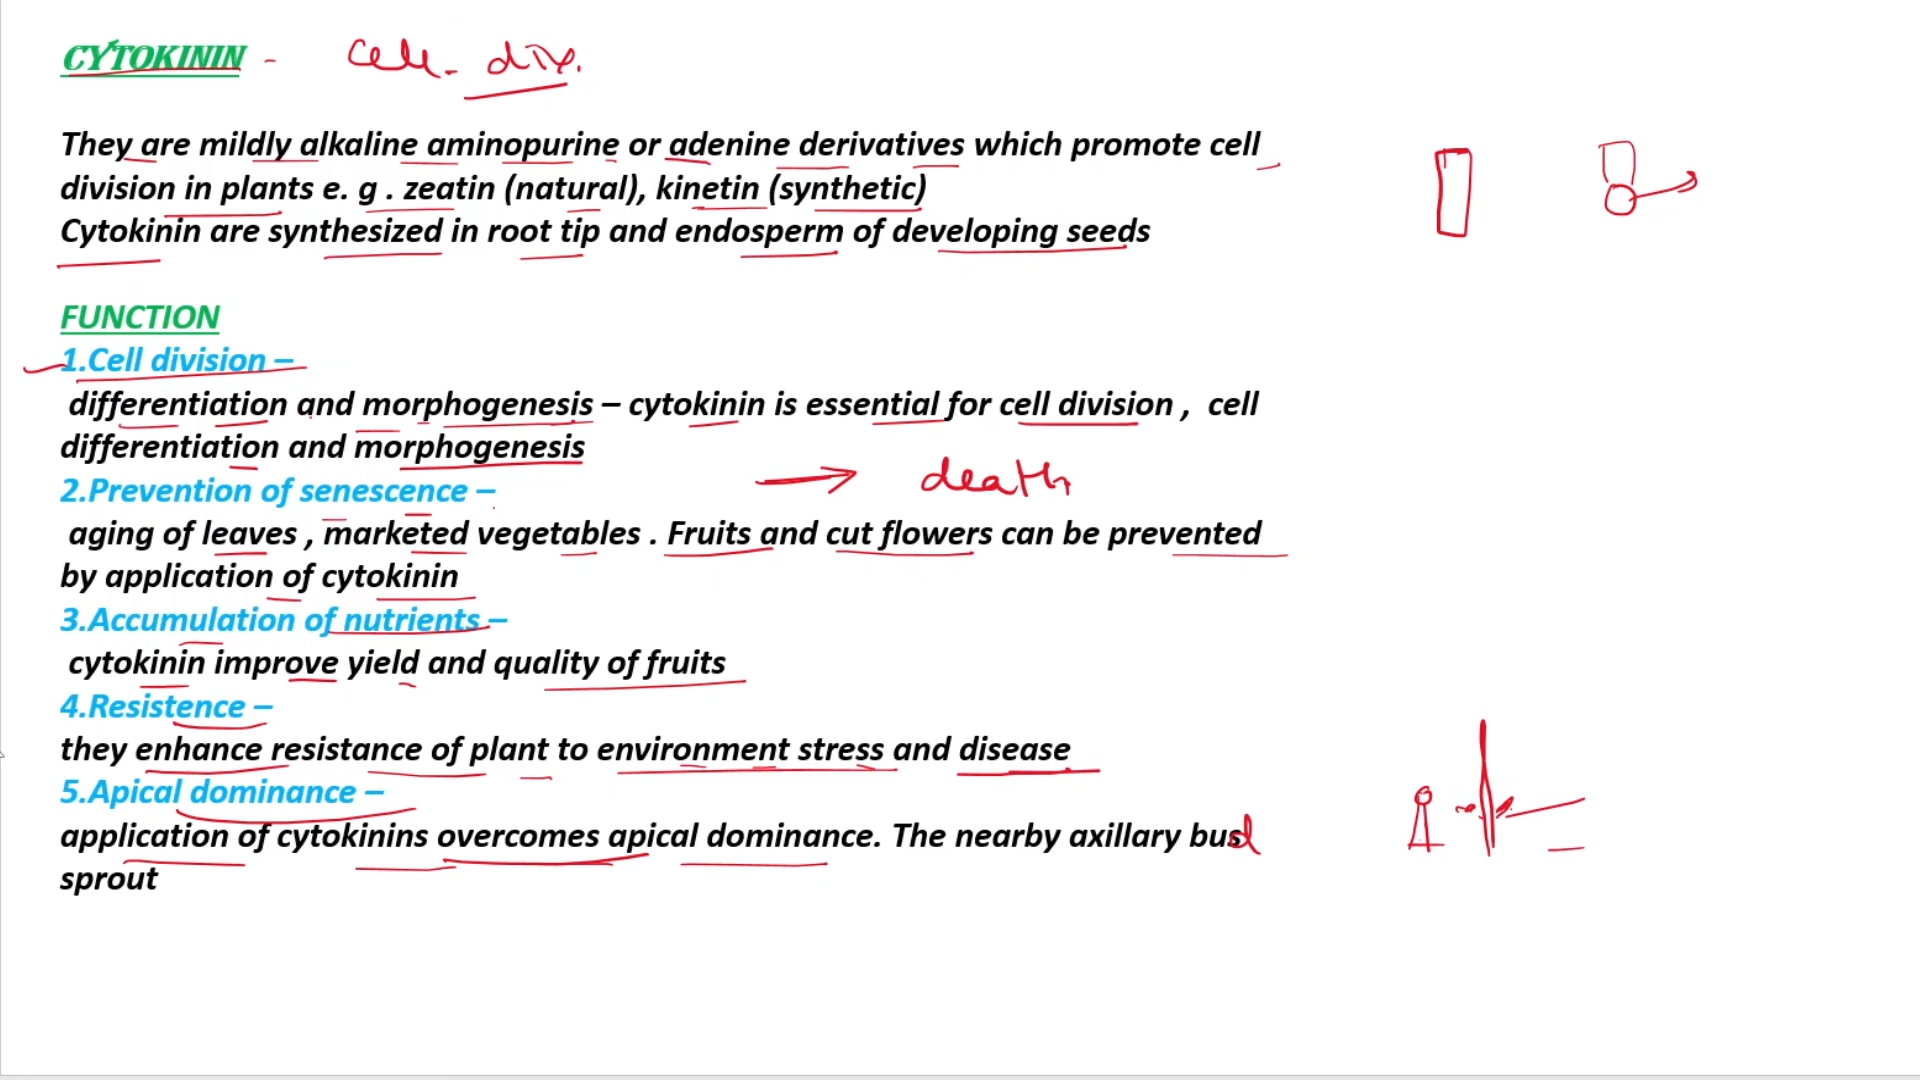 CYTOKININ - Cell - div.
They are mildly alkaline aminopurine or adenine derivatives which promote cell
division in plants e. g . zeatin (natural), kinetin (synthetic)
Cytokinin are synthesized in root tip and endosperm of developing seeds
FUNCTION
1.Cell division –
differentiation and morphogenesis – cytokinin is essential for cell division , cell
differentiation and morphogenesis
2.Prevention of senescence – → death
aging of leaves , marketed vegetables . Fruits and cut flowers can be prevented
by application of cytokinin
3.Accumulation of nutrients –
cytokinin improve yield and quality of fruits
4.Resistence –
they enhance resistance of plant to environment stress and disease
5.Apical dominance –
application of cytokinins overcomes apical dominance. The nearby axillary busd
sprout